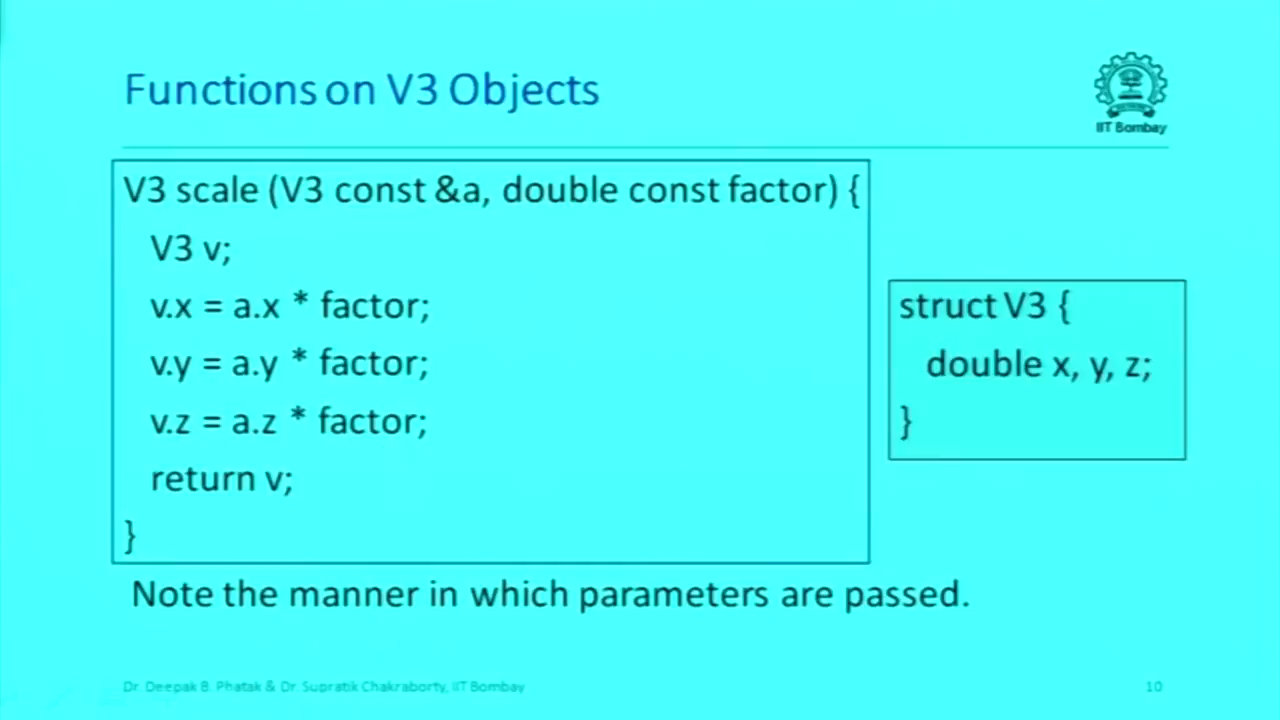 Functions on V3 Objects
IIT Bombay
V3 scale (V3 const &a, double const factor) {
V3 v;
v.x = a.x * factor;
v.y = a.y * factor;
v.z = a.z * factor;
return v;
}
struct V3 {
double x, y, z;
}
Note the manner in which parameters are passed.
Dr. Deepak B. Phatak & Dr. Supratik Chakraborty, IIT Bombay
10